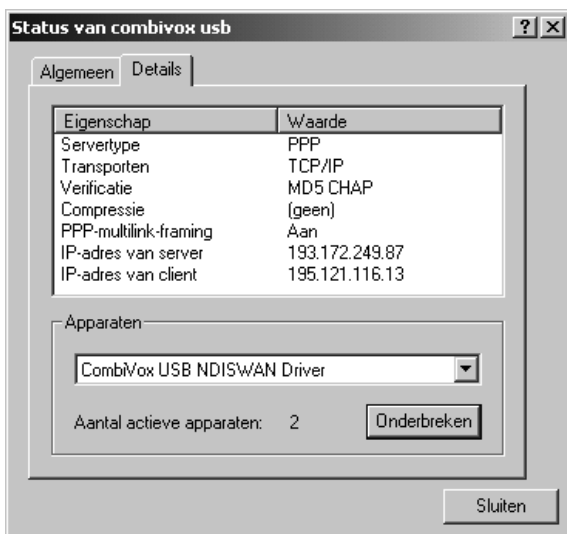 Status van combivox usb
Algemeen Details
Eigenschap Waarde
Servertype PPP
Transporten TCP/IP
Verificatie MD5 CHAP
Compressie (geen)
PPP-multilink-framing Aan
IP-adres van server 193.172.249.87
IP-adres van client 195.121.116.13
Apparaten
CombiVox USB NDISWAN Driver
Aantal actieve apparaten: 2 Onderbreken
Sluiten